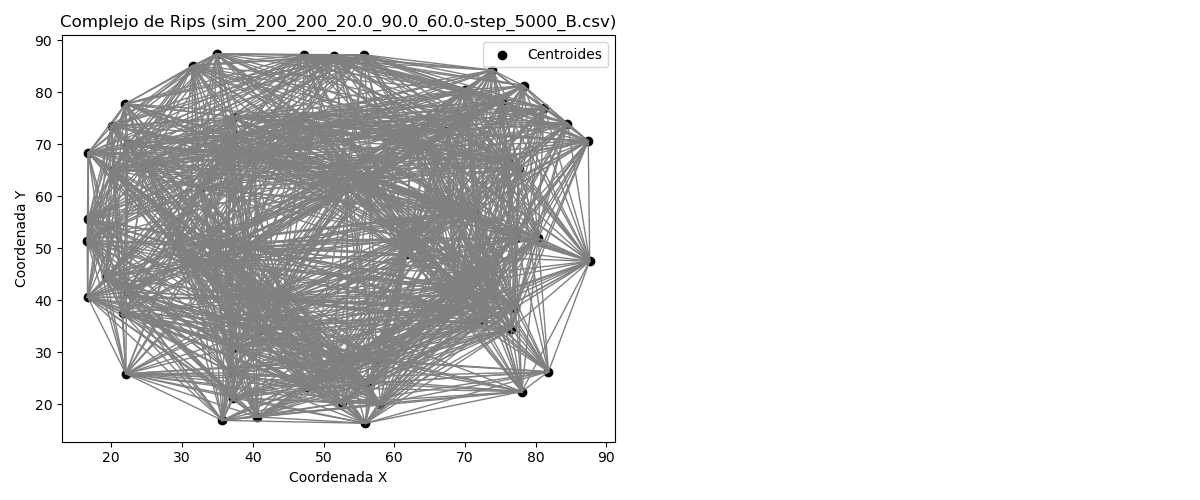 Complejo de Rips (sim_200_200_20.0_90.0_60.0-step_5000_B.csv)
Centroides
90
80
70
60
50
40
30
20
Coordenada Y
20 30 40 50 60 70 80 90
Coordenada X